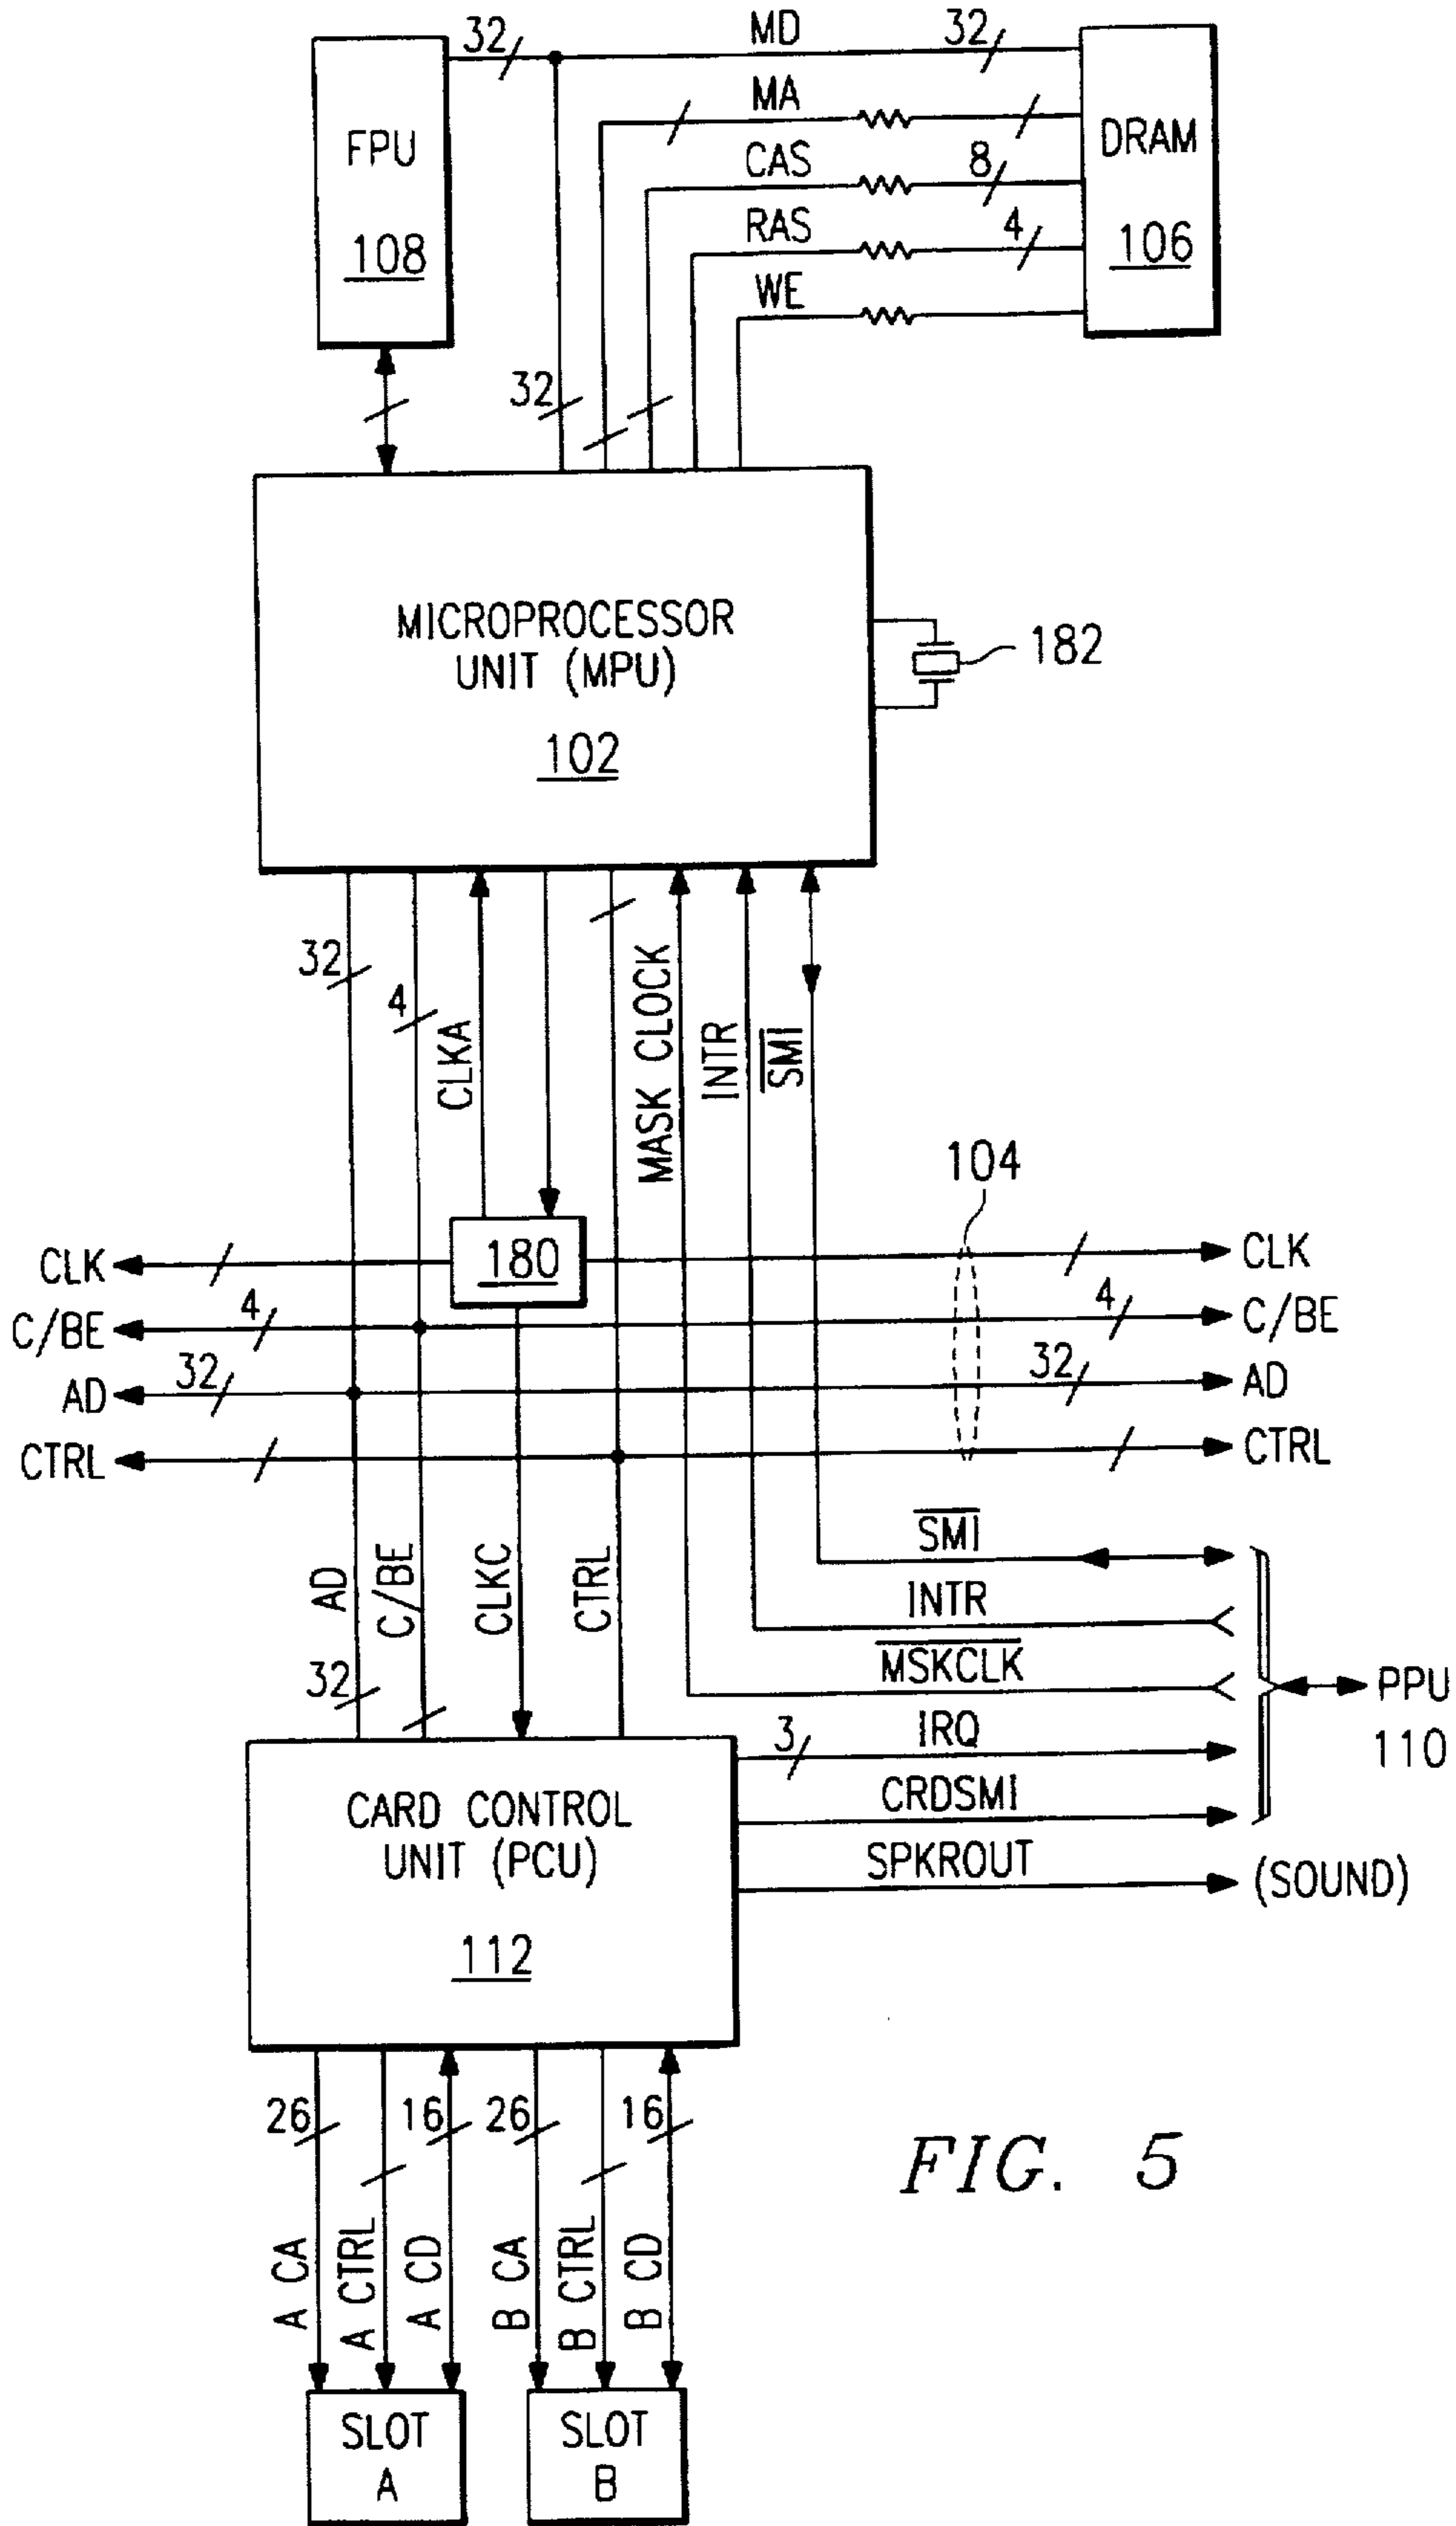 32
MD
32
MA
FPU
CAS
8
DRAM
108
RAS
4
106
WE
32
MICROPROCESSOR
UNIT (MPU)
182
102
32
4
CLKA
MASK CLOCK
INTR
SMI
104
180
CLK
CLK
C/BE
4
4
C/BE
AD
32
32
AD
CTRL
CTRL
AD
C/BE
CLKC
CTRL
SMI
INTR
MSKCLK
32
PPU
110
3
IRQ
CARD CONTROL
UNIT (PCU)
CRDSMI
SPKROUT
(SOUND)
112
26
16
26
16
A CA
A CTRL
A CD
B CA
B CTRL
B CD
FIG. 5
SLOT
A
SLOT
B